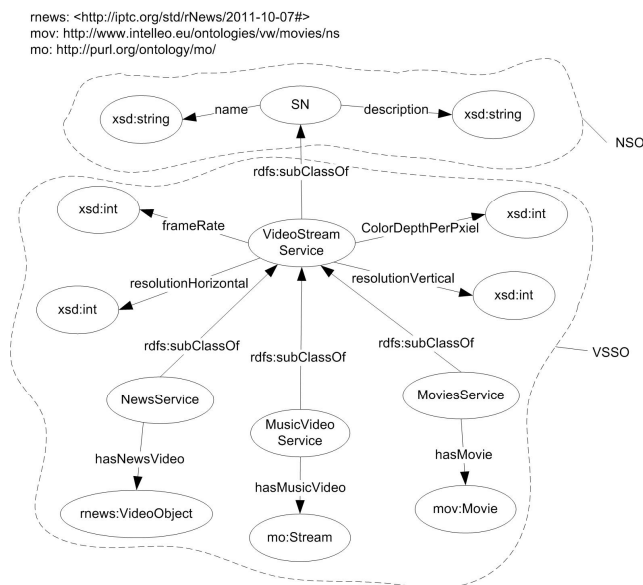 rnews: <http://iptc.org/std/rNews/2011-10-07#>
mov: http://www.intelleo.eu/ontologies/vw/movies/ns
mo: http://purl.org/ontology/mo/
SN
xsd:string
name
description
xsd:string
NSO
rdfs:subClassOf
xsd:int
frameRate
VideoStream
Service
ColorDepthPerPxiel
xsd:int
resolutionHorizontal
resolutionVertical
xsd:int
xsd:int
rdfs:subClassOf
rdfs:subClassOf
rdfs:subClassOf
VSSO
NewsService
MusicVideo
Service
MoviesService
hasNewsVideo
hasMusicVideo
hasMovie
rnews:VideoObject
mo:Stream
mov:Movie